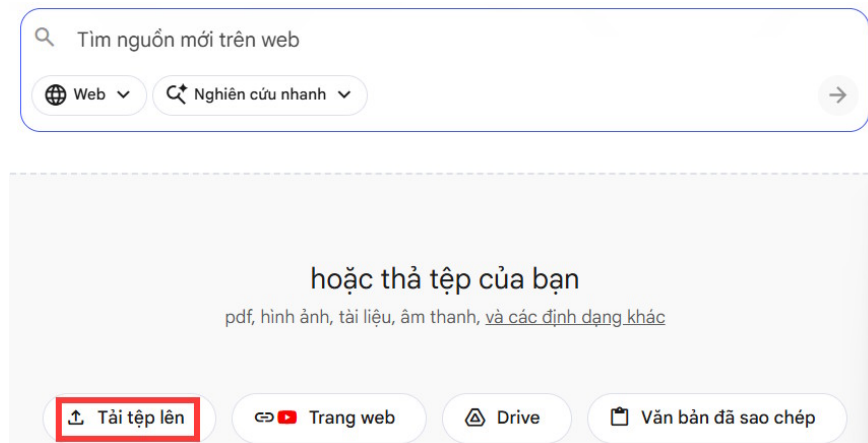 Tìm nguồn mới trên web
Web Nghiên cứu nhanh
hoặc thả tệp của bạn
pdf, hình ảnh, tài liệu, âm thanh, và các định dạng khác
Tải tệp lên Trang web Drive Văn bản đã sao chép